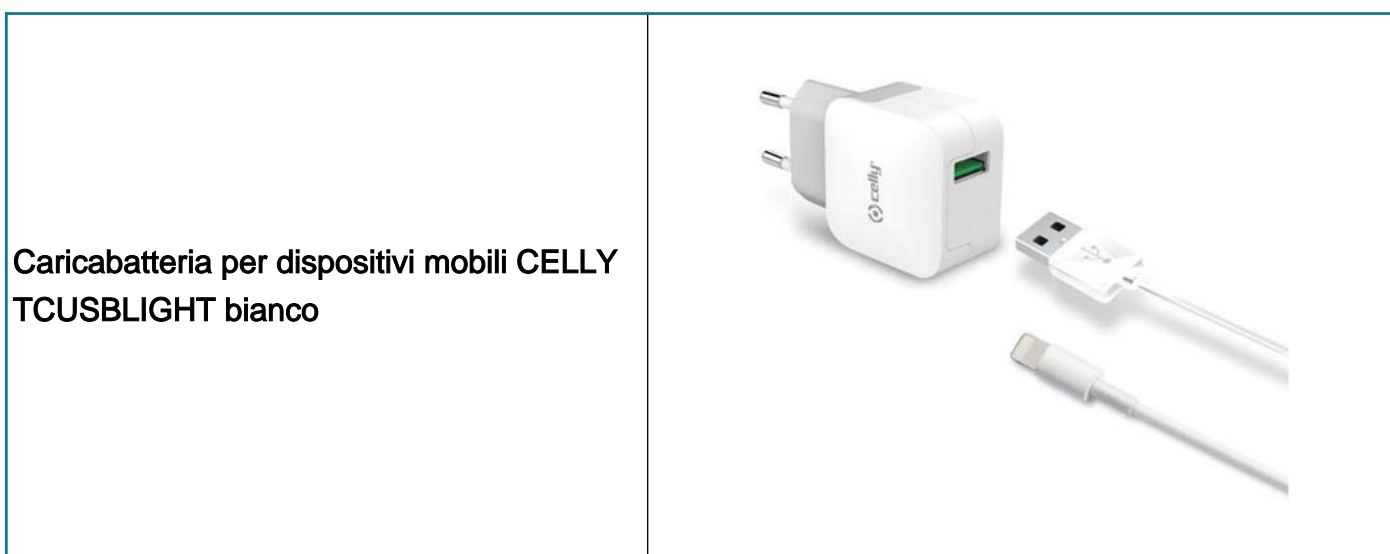 Caricabatteria per dispositivi mobili CELLY
TCUSBLIGHT bianco
celly